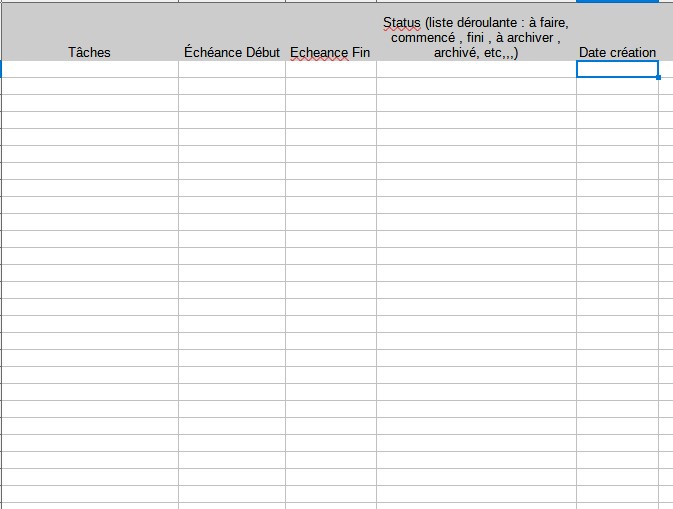 Status (liste déroulante : à faire,
commencé , fini , à archiver ,
Tâches Échéance Début Echeance Fin archivé, etc,,,) Date création